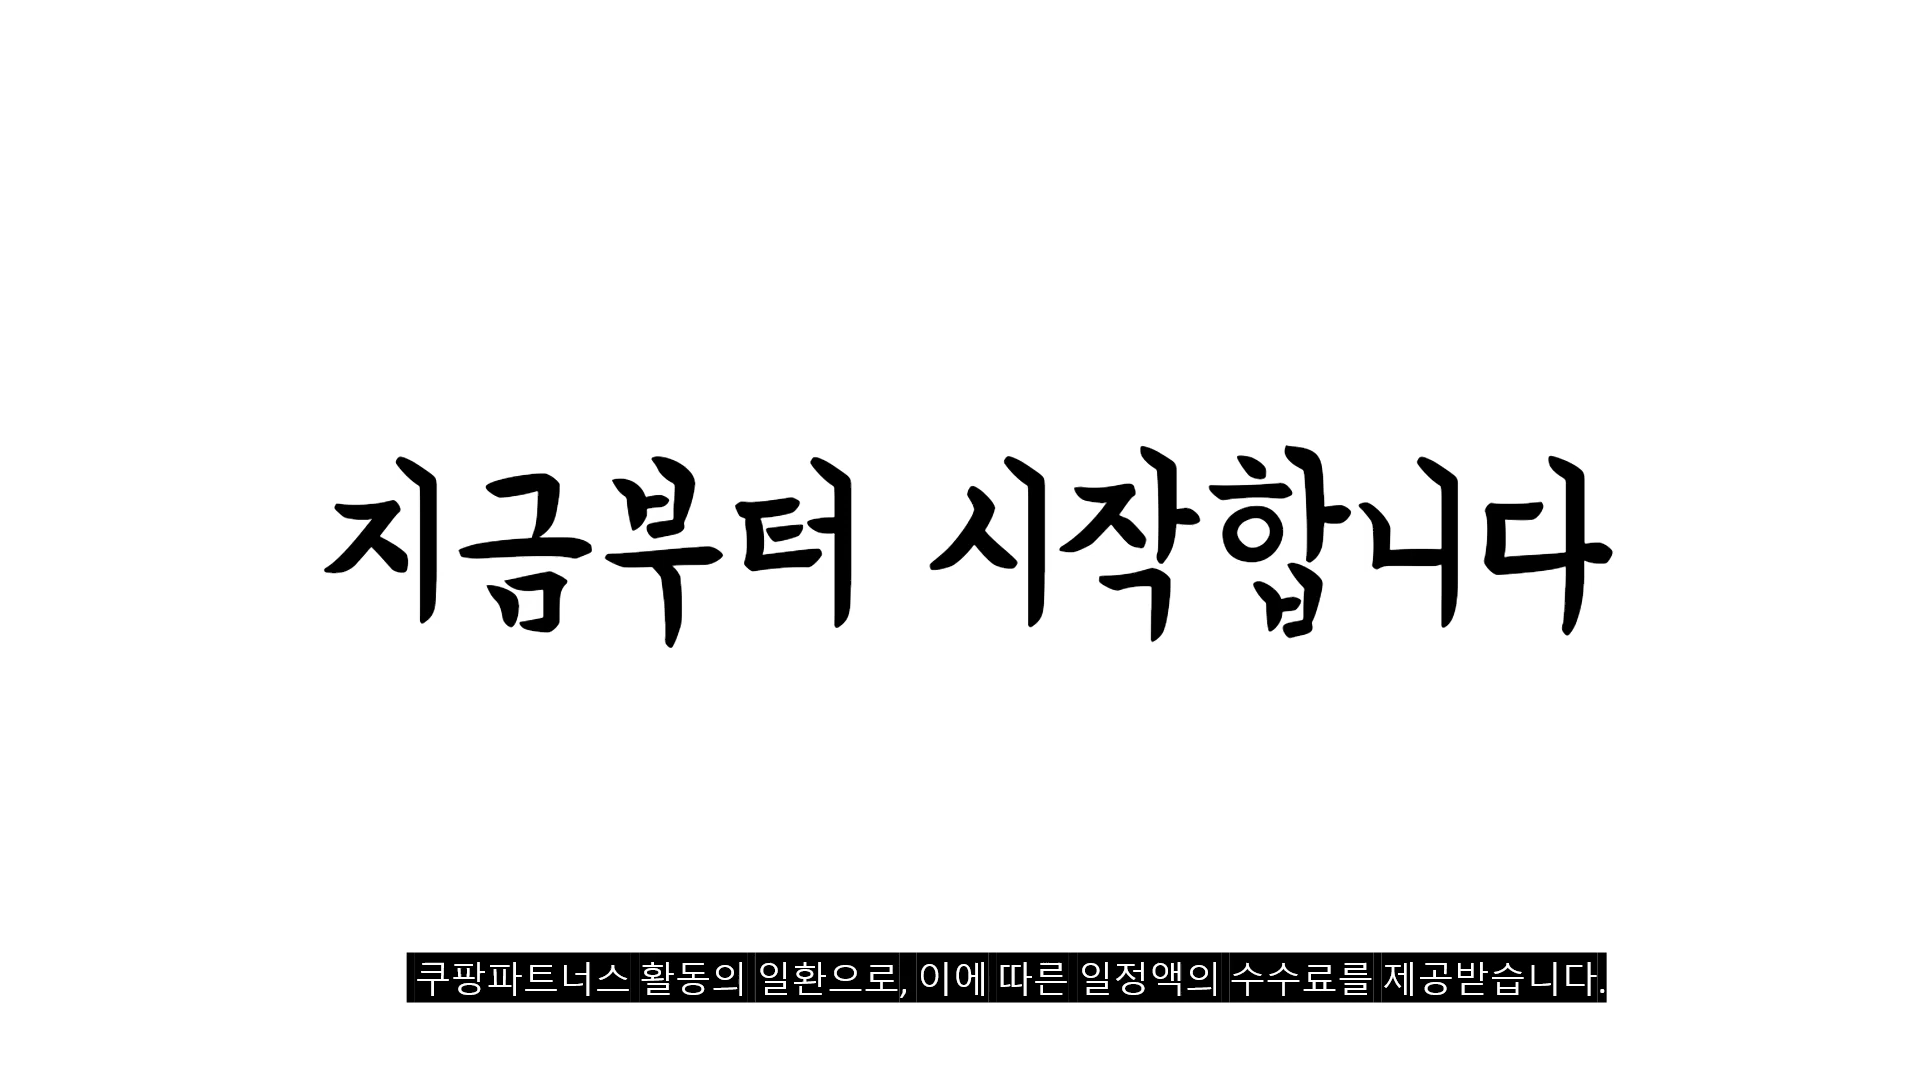 지금부터 시작합니다
쿠팡파트너스 활동의 일환으로, 이에 따른 일정액의 수수료를 제공받습니다.